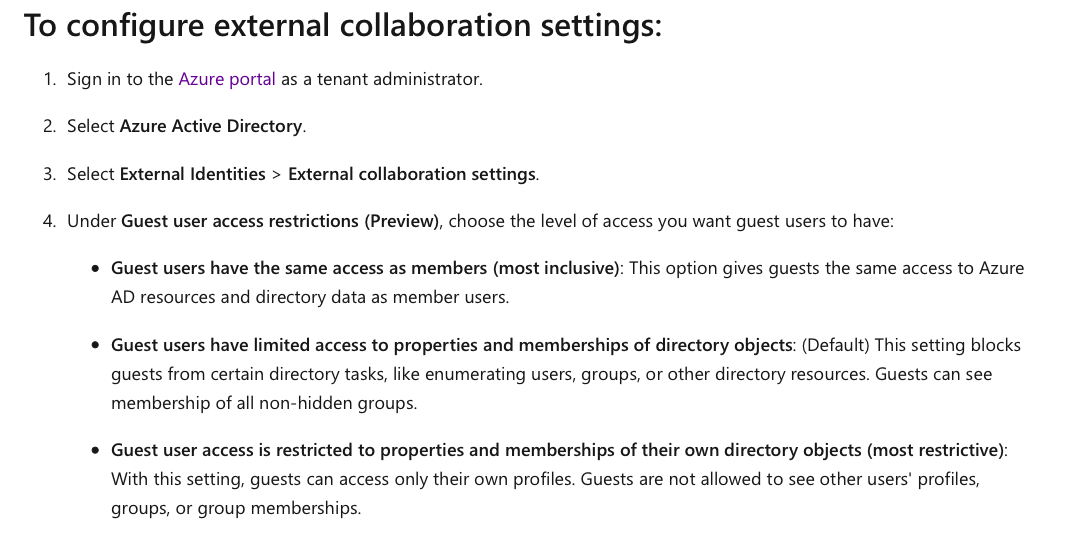 To configure external collaboration settings:
1. Sign in to the Azure portal as a tenant administrator.
2. Select Azure Active Directory.
3. Select External Identities > External collaboration settings.
4. Under Guest user access restrictions (Preview), choose the level of access you want guest users to have:
• Guest users have the same access as members (most inclusive): This option gives guests the same access to Azure
AD resources and directory data as member users.
• Guest users have limited access to properties and memberships of directory objects: (Default) This setting blocks
guests from certain directory tasks, like enumerating users, groups, or other directory resources. Guests can see
membership of all non-hidden groups.
• Guest user access is restricted to properties and memberships of their own directory objects (most restrictive):
With this setting, guests can access only their own profiles. Guests are not allowed to see other users' profiles,
groups, or group memberships.